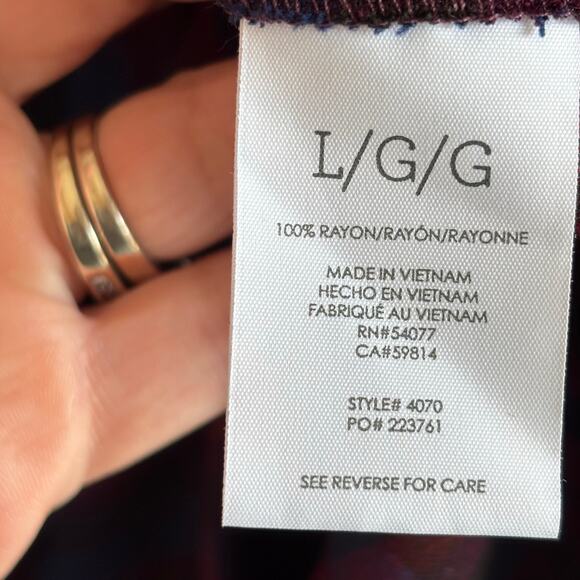 L/G/G
100% RAYON/RAYÓN/RAYONNE
MADE IN VIETNAM
HECHO EN VIETNAM
FABRIQUÉ AU VIETNAM
RN#54077
CA#59814
STYLE# 4070
PO# 223761
SEE REVERSE FOR CARE